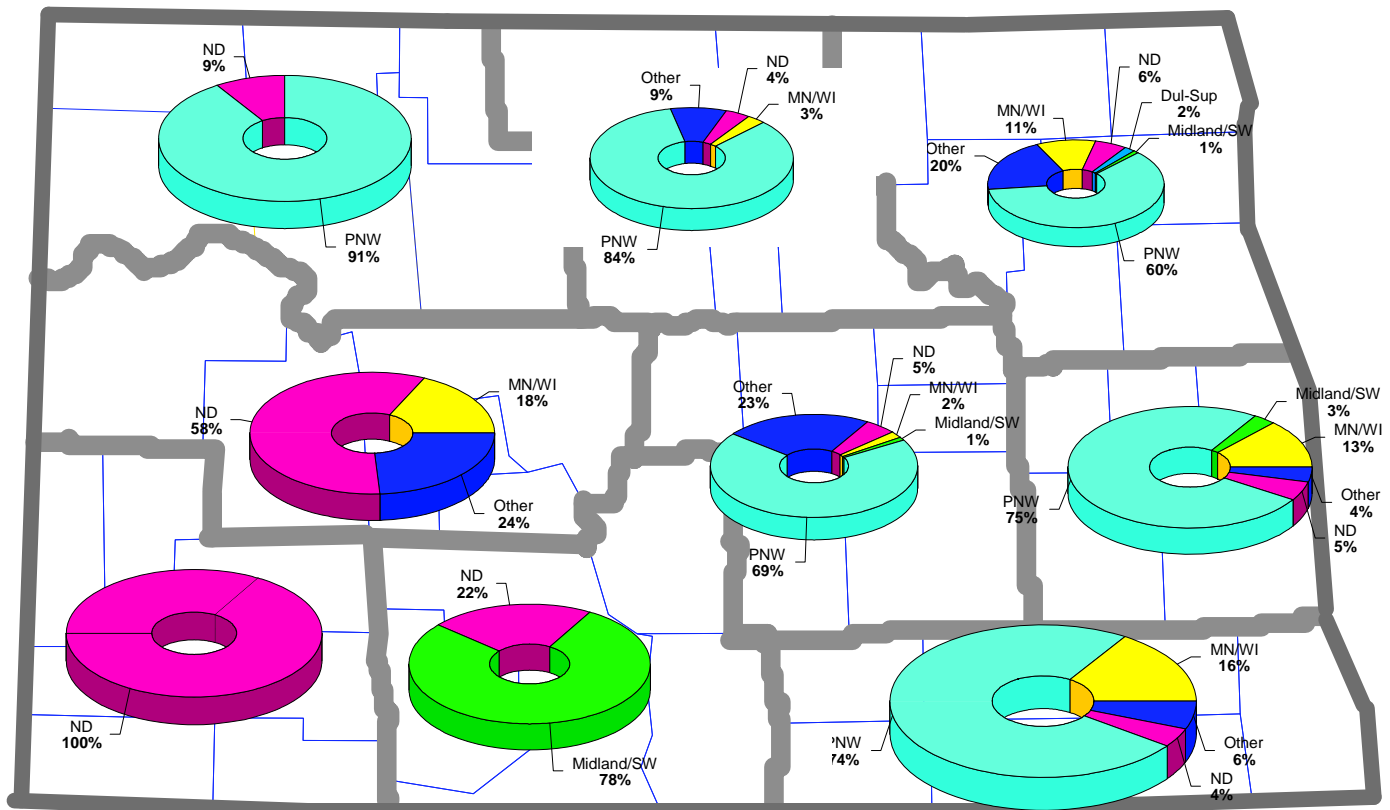 ND
9%
PNW
91%
Other
9%
ND
4%
MN/WI
3%
PNW
84%
MN/WI
11%
ND
6%
Dul-Sup
2%
Midland/SW
1%
Other
20%
PNW
60%
ND
58%
MN/WI
18%
Other
24%
Other
23%
ND
5%
MN/WI
2%
Midland/SW
1%
PNW
69%
Midland/SW
3%
MN/WI
13%
Other
4%
ND
5%
PNW
75%
ND
100%
ND
22%
Midland/SW
78%
MN/WI
16%
Other
6%
ND
4%
PNW
74%